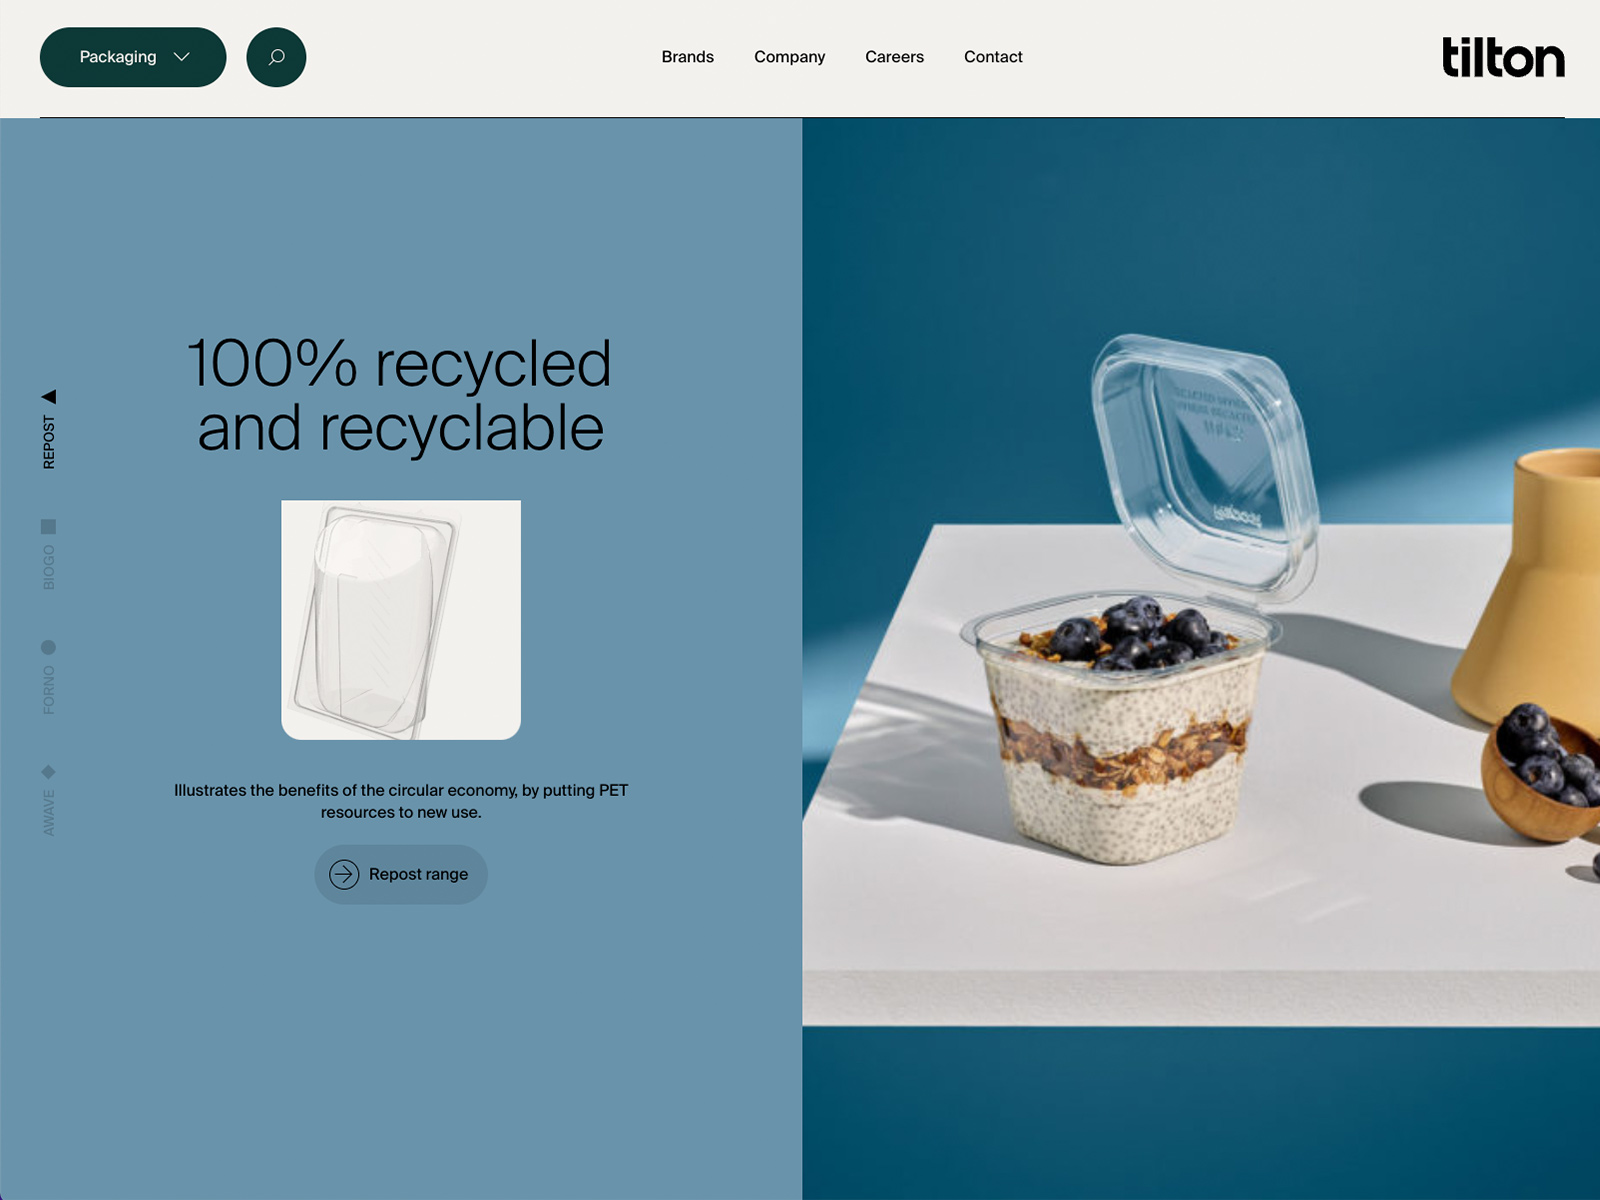 Packaging
Brands
Company
Careers
Contact
tilton
100% recycled
and recyclable
REPOST
BIOGO
FORNO
AWAVE
Illustrates the benefits of the circular economy, by putting PET
resources to new use.
Repost range